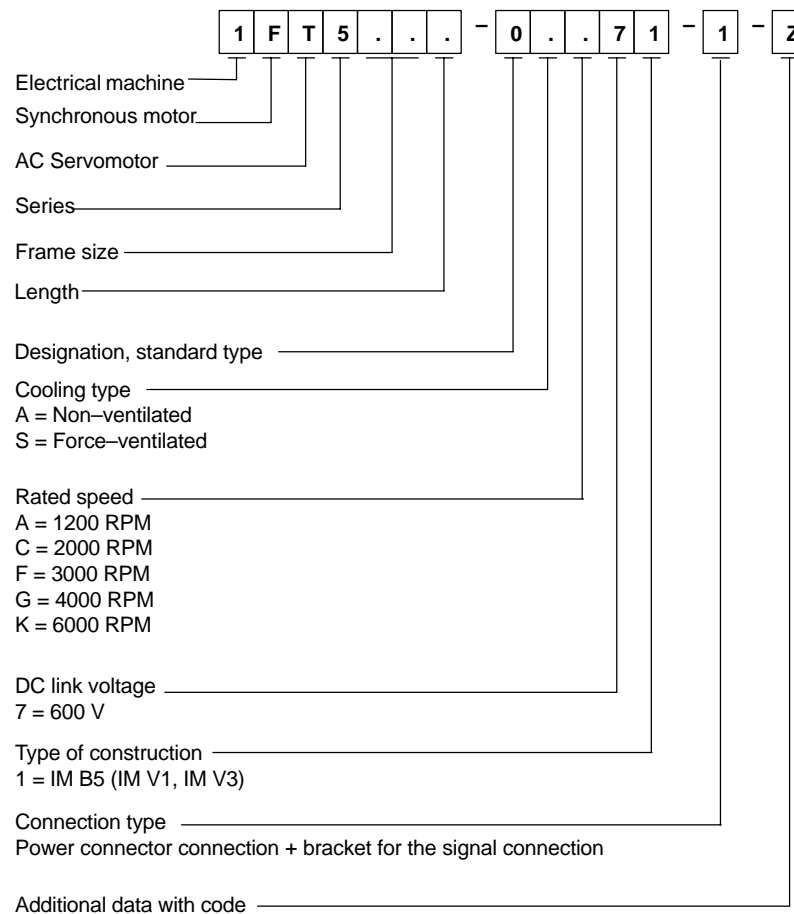 1 F T 5 . . . – 0 . . 7 1 – 1 – Z
Electrical machine
Synchronous motor
AC Servomotor
Series
Frame size
Length
Designation, standard type
Cooling type
A = Non–ventilated
S = Force–ventilated
Rated speed
A = 1200 RPM
C = 2000 RPM
F = 3000 RPM
G = 4000 RPM
K = 6000 RPM
DC link voltage
7 = 600 V
Type of construction
1 = IM B5 (IM V1, IM V3)
Connection type
Power connector connection + bracket for the signal connection
Additional data with code